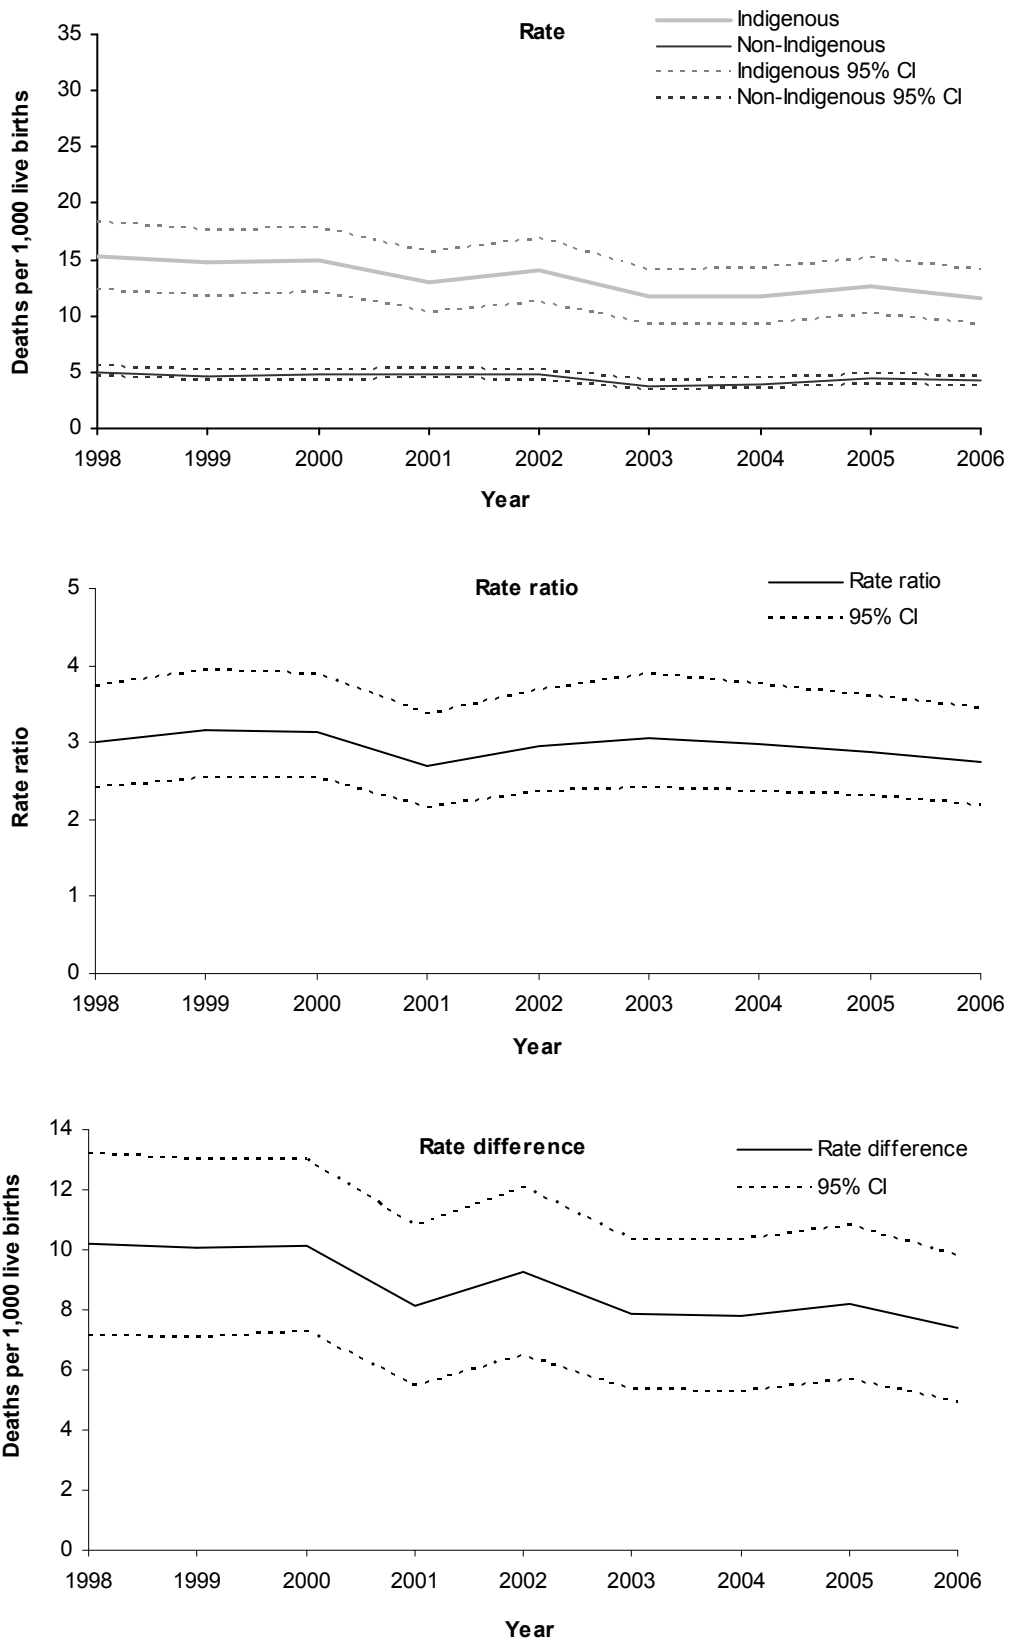 Rate
Indigenous
Non-Indigenous
Indigenous 95% CI
Non-Indigenous 95% CI
Deaths per 1,000 live births
35
30
25
20
15
10
5
0
1998 1999 2000 2001 2002 2003 2004 2005 2006
Year
Rate ratio
Rate ratio
95% CI
Rate ratio
5
4
3
2
1
0
1998 1999 2000 2001 2002 2003 2004 2005 2006
Year
Rate difference
Rate difference
95% CI
Deaths per 1,000 live births
14
12
10
8
6
4
2
0
1998 1999 2000 2001 2002 2003 2004 2005 2006
Year